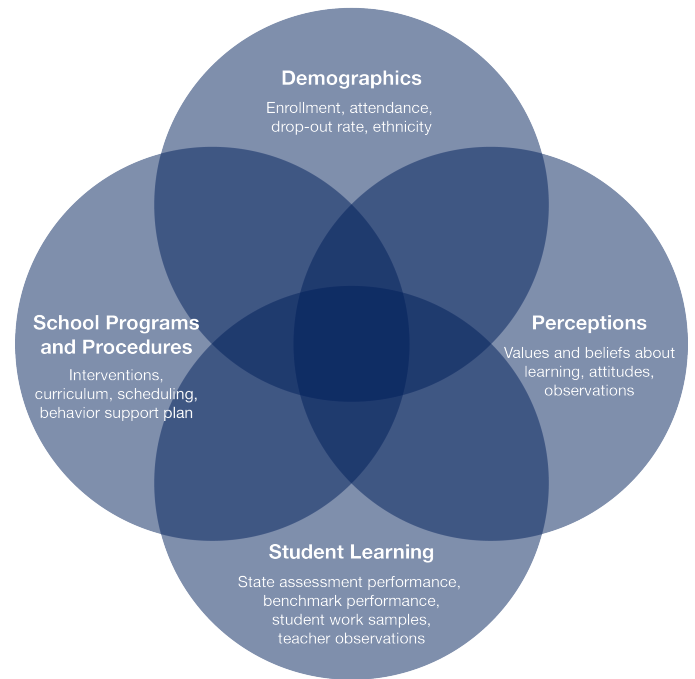 Demographics
Enrollment, attendance,
drop-out rate, ethnicity
School Programs
and Procedures
Interventions,
curriculum, scheduling,
behavior support plan
Perceptions
Values and beliefs about
learning, attitudes,
observations
Student Learning
State assessment performance,
benchmark performance,
student work samples,
teacher observations